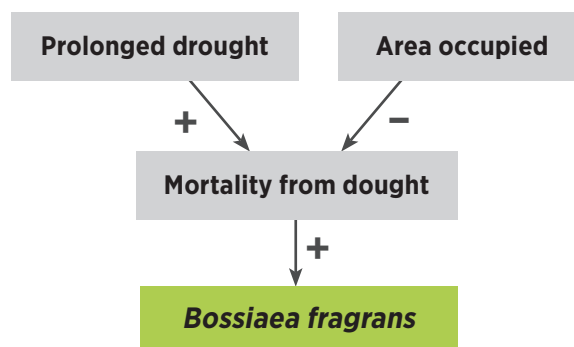 Prolonged drought
Area occupied
+
–
Mortality from dought
+
Bossiaea fragrans